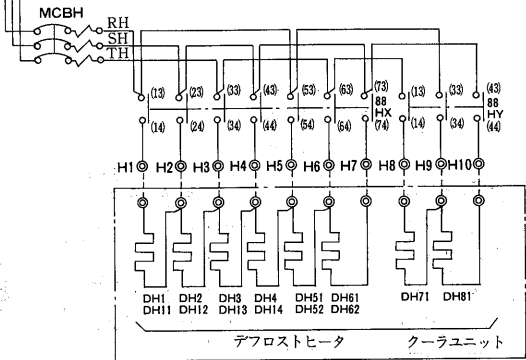 MCBH
RH
SH
TH
(13) (23) (33) (43) (53) (63) (73) (13) (33) (43)
88 HX
88 HY
(14) (24) (34) (44) (54) (64) (74) (14) (34) (44)
H1 H2 H3 H4 H5 H6 H7 H8 H9 H10
DH1 DH2 DH3 DH4 DH51 DH61 DH71 DH81
DH11 DH12 DH13 DH14 DH52 DH62
デフロストヒータ クーラユニット